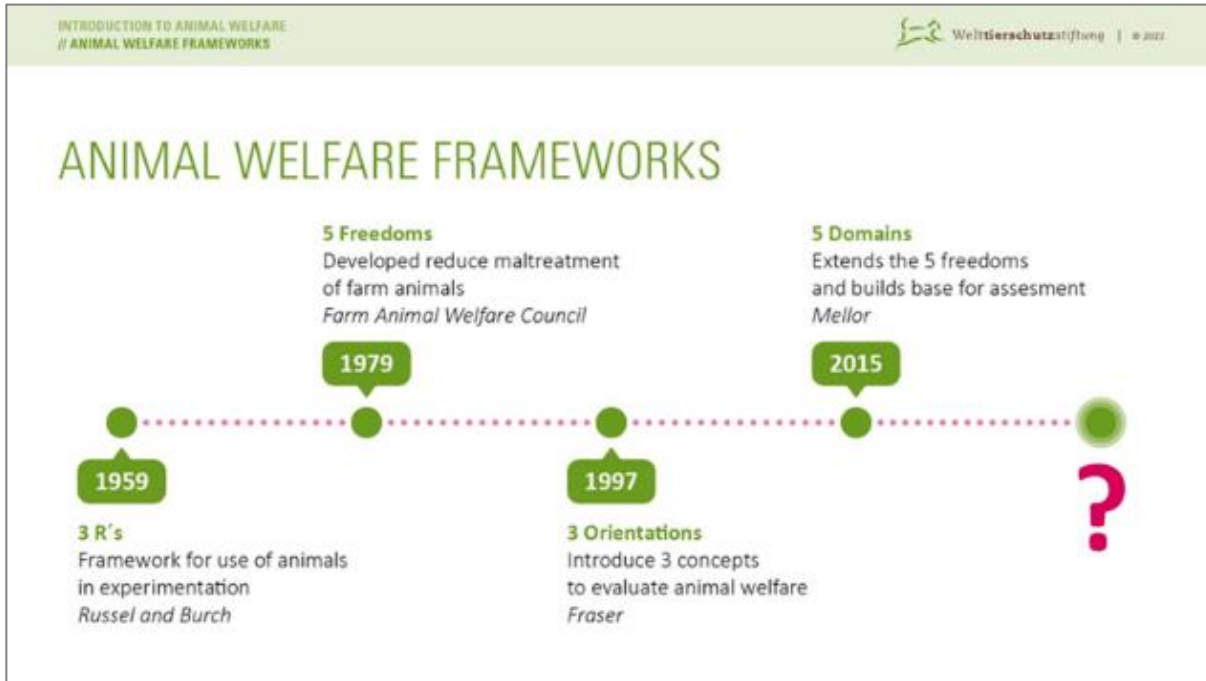 INTRODUCTION TO ANIMAL WELFARE
// ANIMAL WELFARE FRAMEWORKS
Welttierschutzstiftung |
ANIMAL WELFARE FRAMEWORKS
5 Freedoms
Developed reduce maltreatment
of farm animals
Farm Animal Welfare Council
1979
5 Domains
Extends the 5 freedoms
and builds base for assesment
Mellor
2015
1959
3 R´s
Framework for use of animals
in experimentation
Russel and Burch
1997
3 Orientations
Introduce 3 concepts
to evaluate animal welfare
Fraser
?